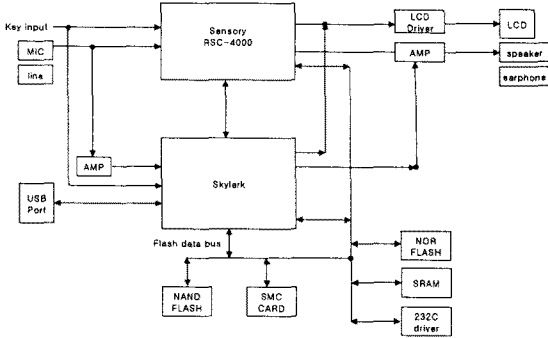 Sensory
RSC-4000
Key input
MIC
line
LCD
Driver
LCD
AMP
speaker
earphone
AMP
Skylark
USB
Port
Flash data bus
NAND
FLASH
SMC
CARD
NOR
FLASH
SRAM
232C
driver